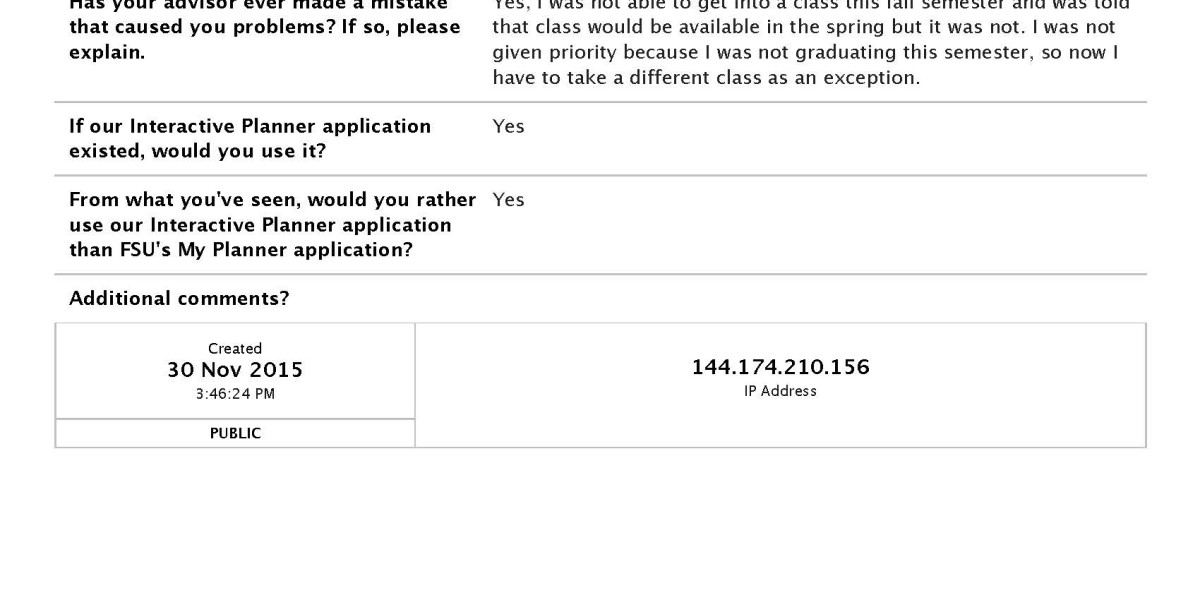 Has your advisor ever made a mistake
that caused you problems? If so, please
explain.
Yes, I was not able to get into a class this fall semester and was told
that class would be available in the spring but it was not. I was not
given priority because I was not graduating this semester, so now I
have to take a different class as an exception.
If our Interactive Planner application
existed, would you use it?
Yes
From what you've seen, would you rather
use our Interactive Planner application
than FSU's My Planner application?
Yes
Additional comments?
Created
30 Nov 2015
3:46:24 PM
PUBLIC
144.174.210.156
IP Address